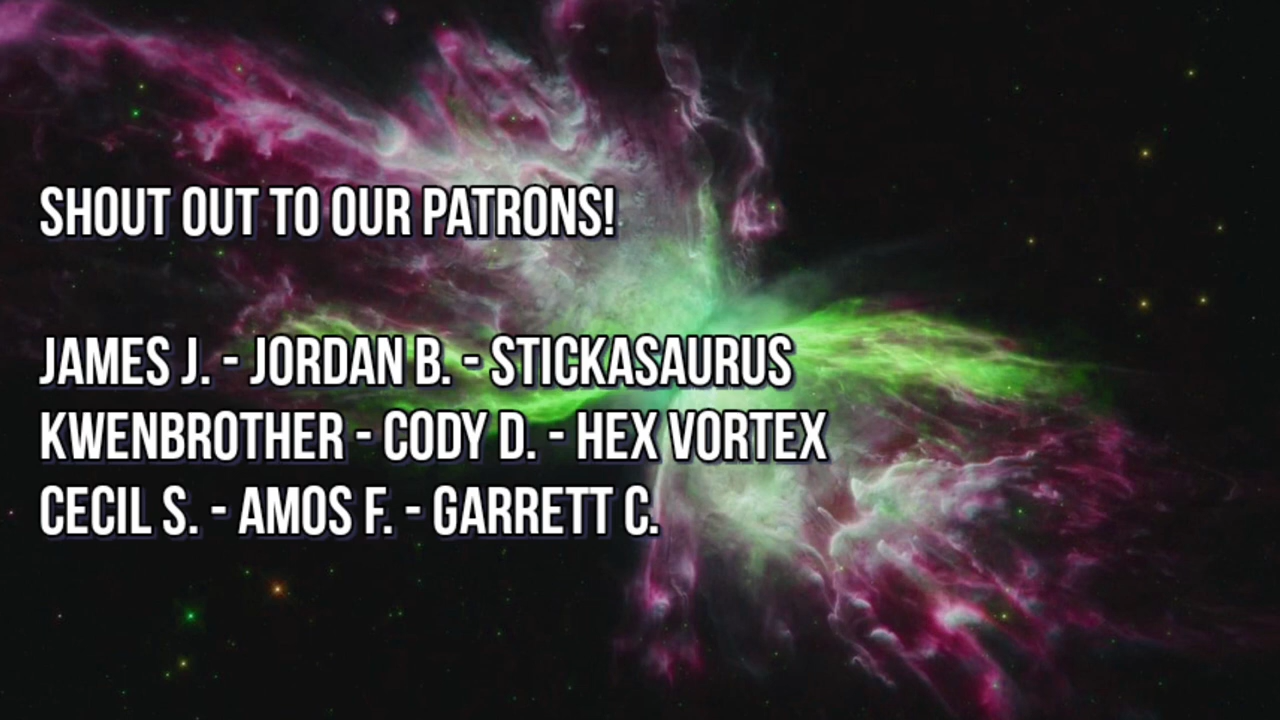 SHOUT OUT TO OUR PATRONS!
JAMES J. - JORDAN B. - STICKASAURUS
KWENBROTHER - CODY D. - HEX VORTEX
CECIL S. - AMOS F. - GARRETT C.